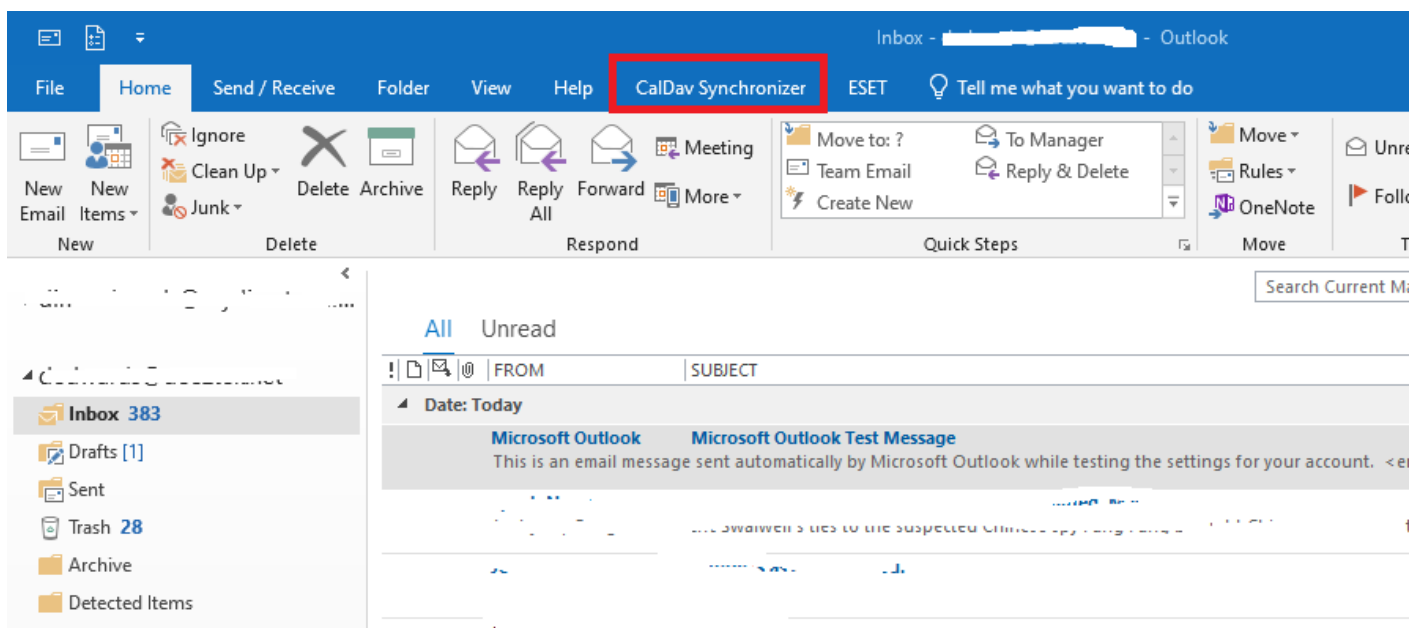 Inbox - - Outlook
File Home Send / Receive Folder View Help CalDav Synchronizer ESET Tell me what you want to do
Ignore Meeting Move to: ? To Manager Move
Clean Up Team Email Reply & Delete Rules
New New Delete Archive Reply Reply Forward More
Email Items Junk All Create New OneNote
New Delete Respond Quick Steps Move
Search Current
All Unread
! FROM SUBJECT
Date: Today
Inbox 383
Microsoft Outlook Microsoft Outlook Test Message
Drafts [1]
This is an email message sent automatically by Microsoft Outlook while testing the settings for your account.
Sent
Trash 28
Swalwell's ties to the suspected
Archive
Detected Items